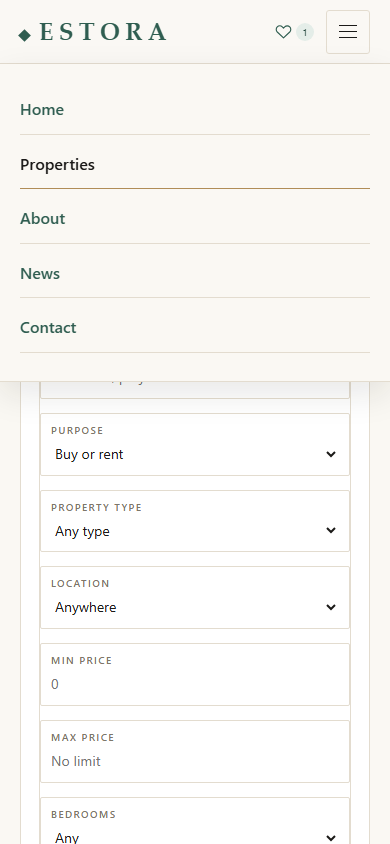 ESTORA
1
Home
Properties
About
News
Contact
PURPOSE
Buy or rent
PROPERTY TYPE
Any type
LOCATION
Anywhere
MIN PRICE
0
MAX PRICE
No limit
BEDROOMS
Any